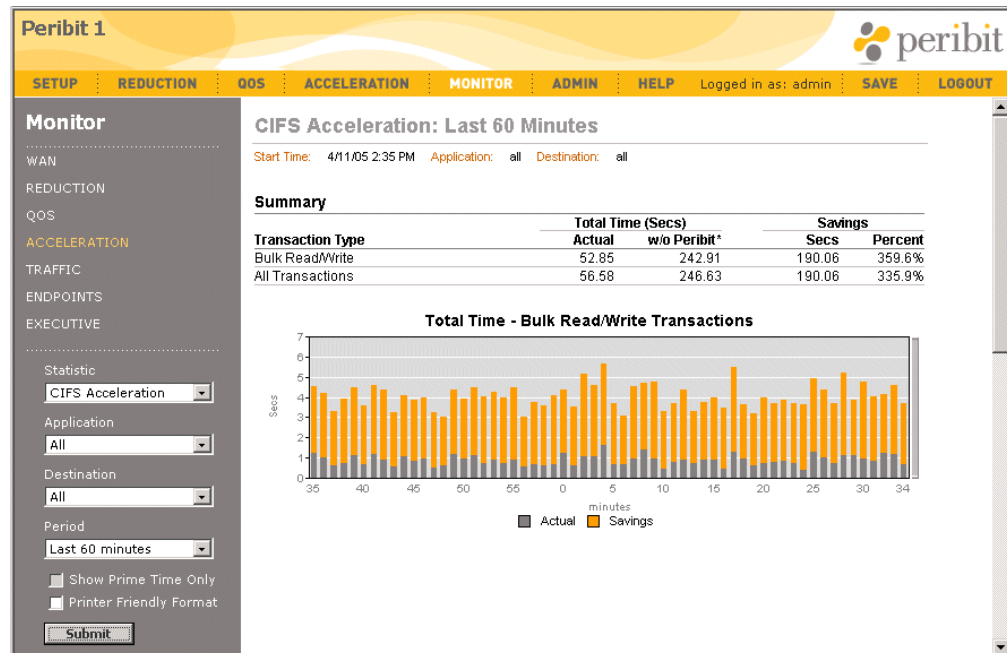 Peribit 1
peribit
SETUP REDUCTION QOS ACCELERATION MONITOR ADMIN HELP Logged in as: admin SAVE LOGOUT
Monitor
WAN
REDUCTION
QOS
ACCELERATION
TRAFFIC
ENDPOINTS
EXECUTIVE
Statistic
CIFS Acceleration
Application
All
Destination
All
Period
Last 60 minutes
Show Prime Time Only
Printer Friendly Format
Submit
CIFS Acceleration: Last 60 Minutes
Start Time: 4/11/05 2:35 PM Application: all Destination: all
Summary
Total Time (Secs) Savings
Transaction Type Actual w/o Peribit* Secs Percent
Bulk Read/Write 52.85 242.91 190.06 359.6%
All Transactions 56.58 246.63 190.06 335.9%
Total Time - Bulk Read/Write Transactions
7
6
5
4
3
2
1
0
Secs
35 40 45 50 55 0 5 10 15 20 25 30 34
minutes
Actual Savings